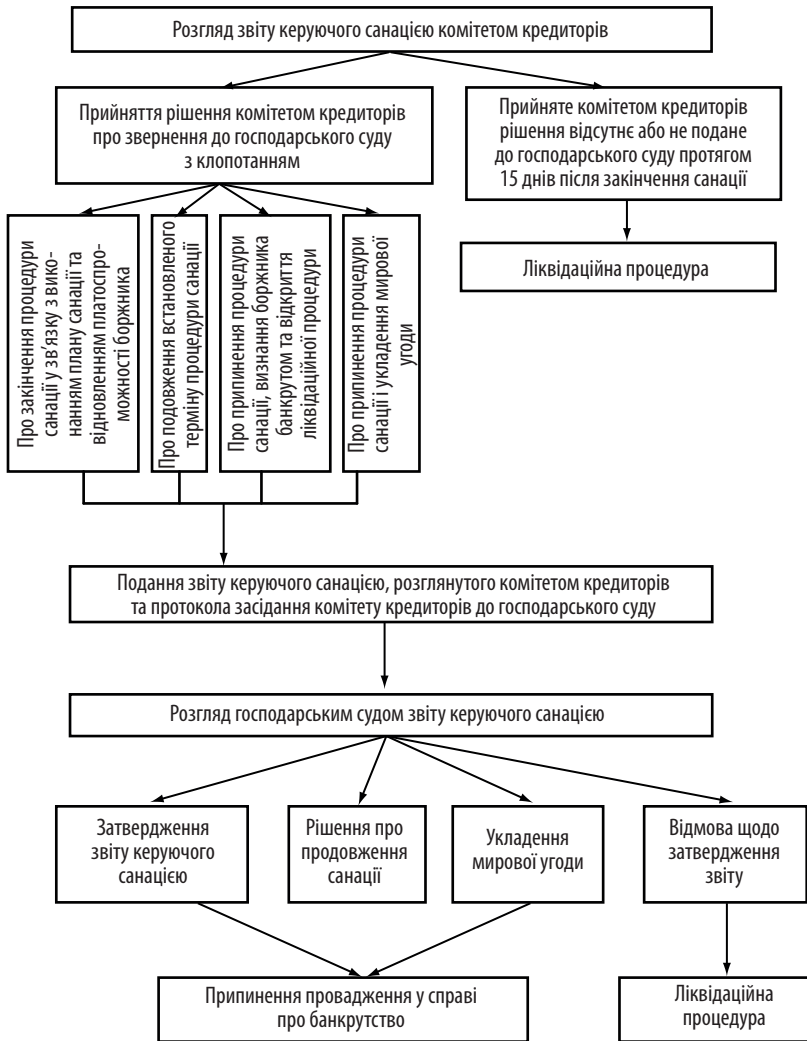 Розгляд звіту керуючого санацією комітетом кредиторів
Прийняття рішення комітетом кредиторів
про звернення до господарського суду
з клопотанням
Прийняте комітетом кредиторів
рішення відсутнє або не подане
до господарського суду протягом
15 днів після закінчення санації
Про закінчення процедури
санації у зв’язку з вико-
нанням плану санації та
відновленням платоспро-
можності боржника
Про подовження встановленого
терміну процедури санації
Про припинення процедури
санації, визнання боржника
банкрутом та відкриття
ліквідаційної процедури
Про припинення процедури
санації і укладення мирової
угоди
Ліквідаційна процедура
Подання звіту керуючого санацією, розглянутого комітетом кредиторів
та протокола засідання комітету кредиторів до господарського суду
Розгляд господарським судом звіту керуючого санацією
Затвердження
звіту керуючого
санацією
Рішення про
продовження
санації
Укладення
мирової угоди
Відмова щодо
затвердження
звіту
Припинення провадження у справі
про банкрутство
Ліквідаційна
процедура